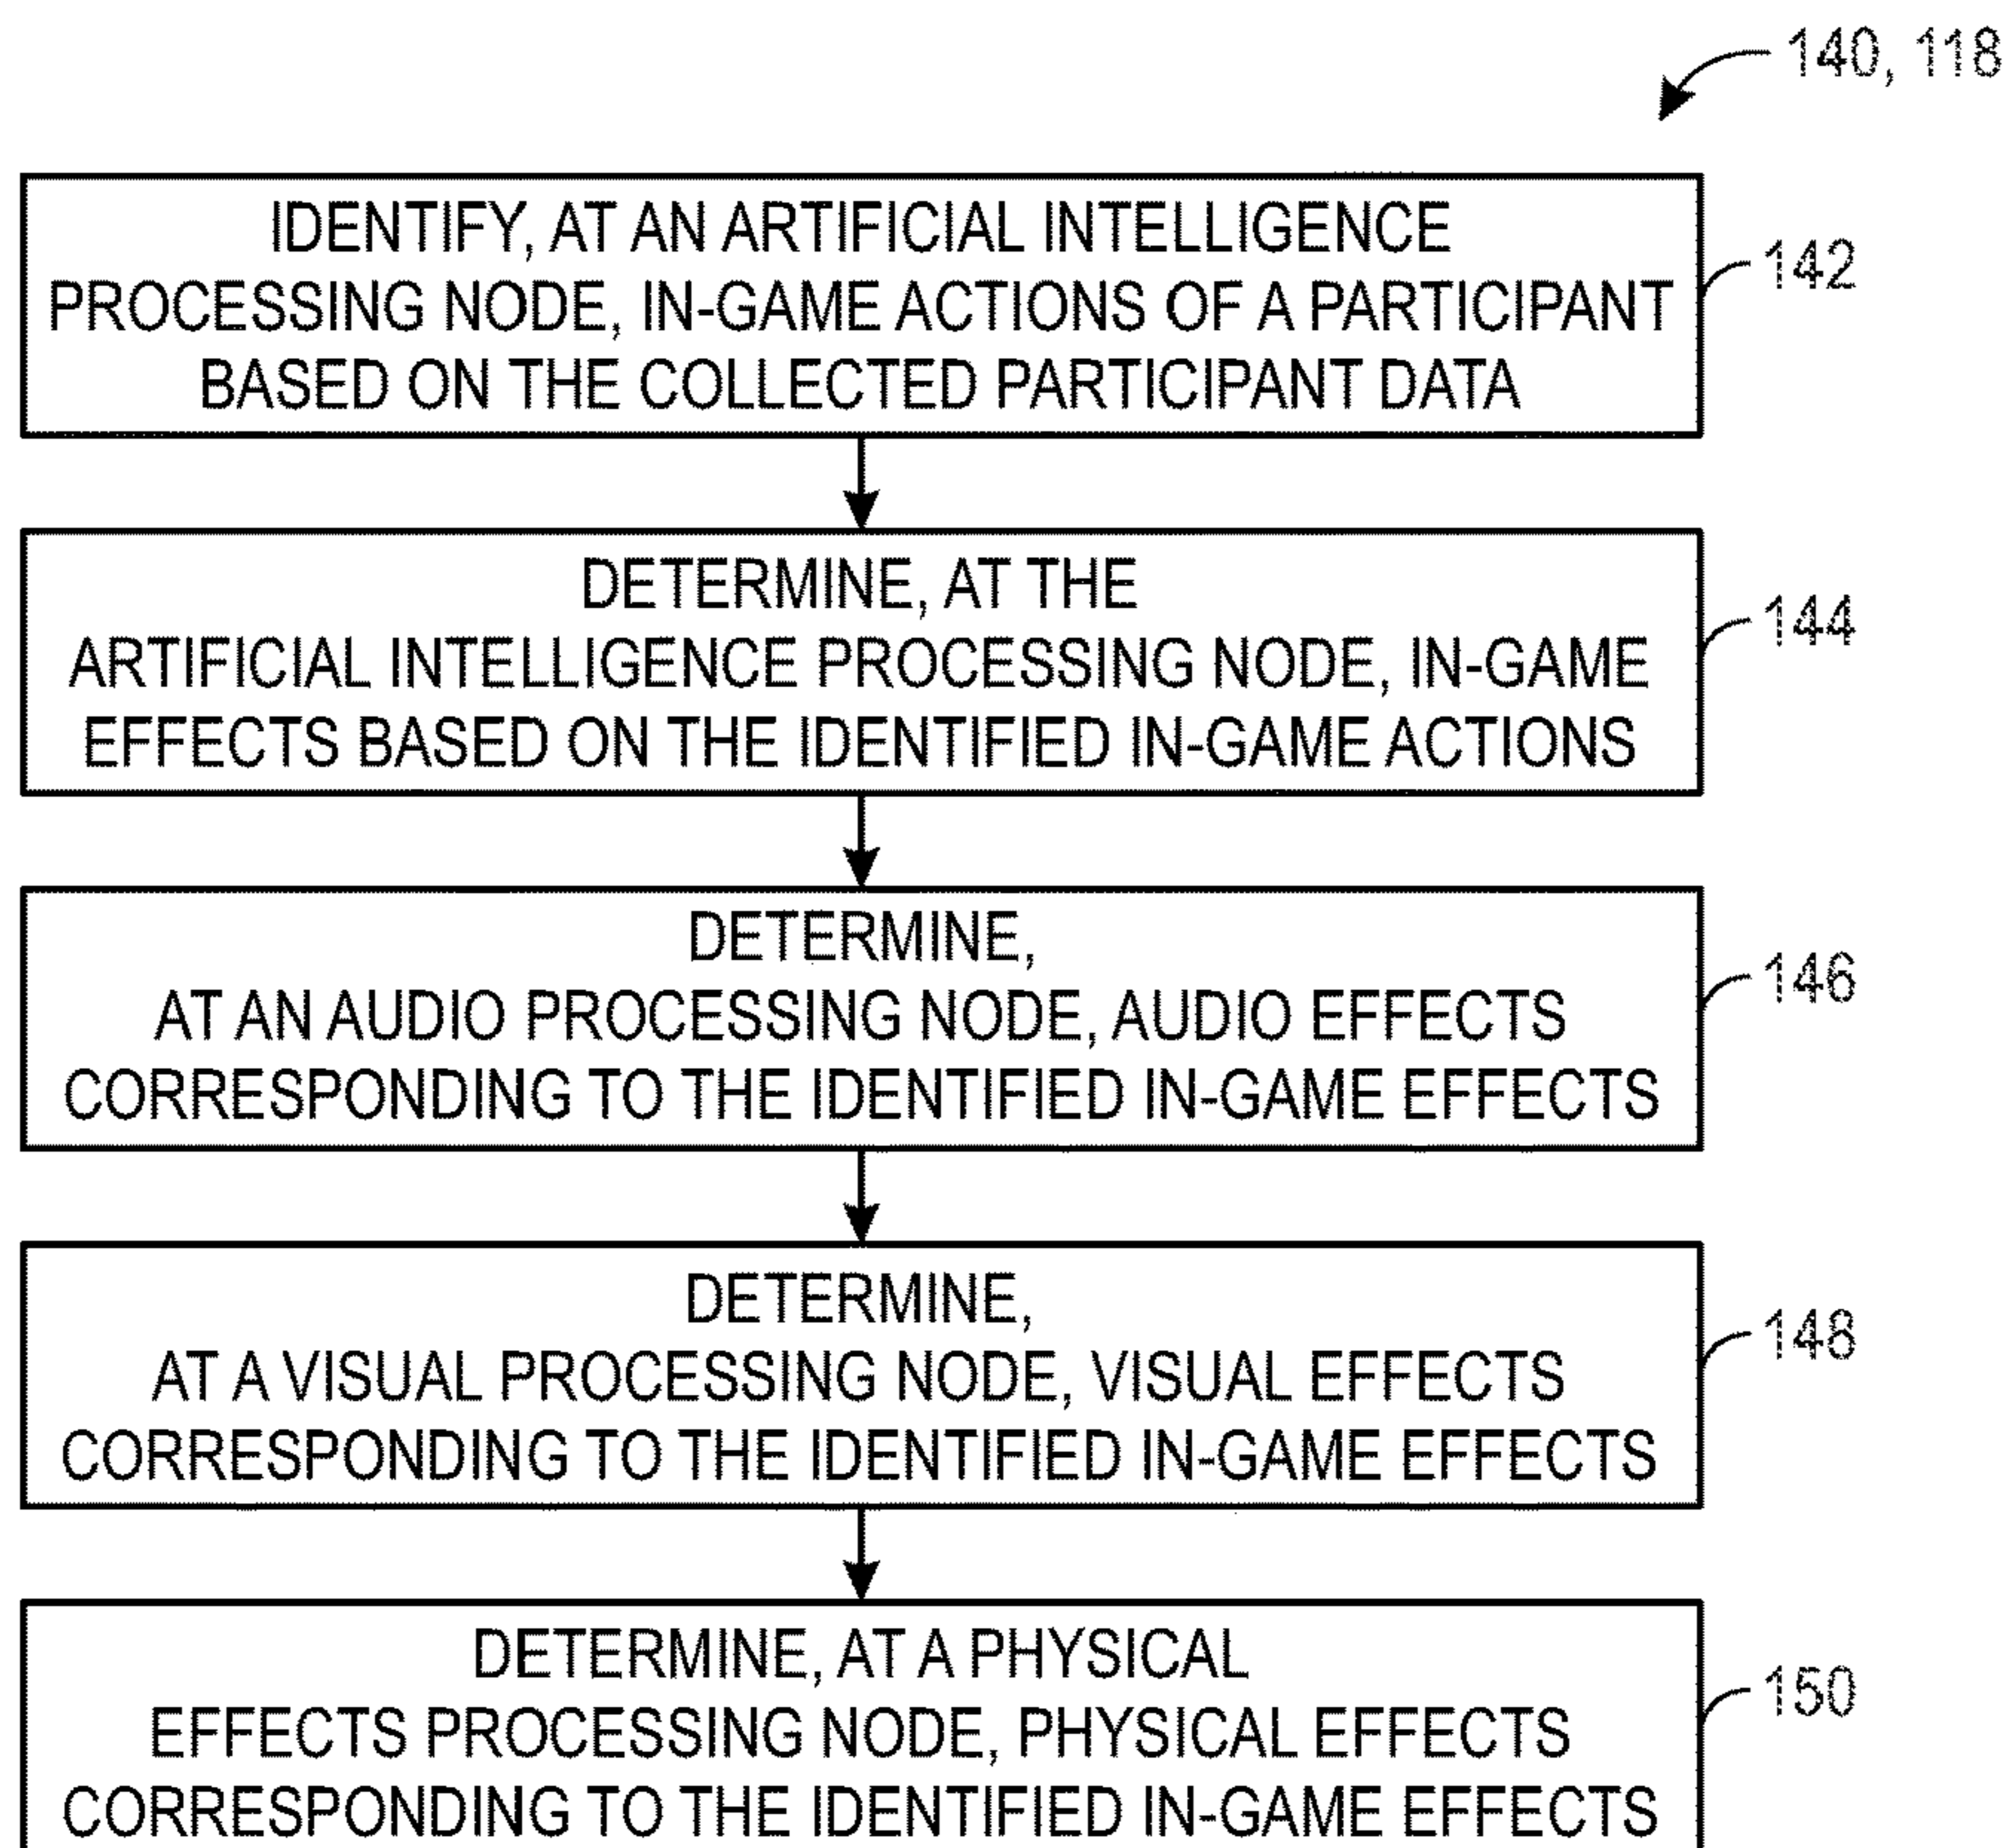 140, 118
IDENTIFY, AT AN ARTIFICIAL INTELLIGENCE
PROCESSING NODE, IN-GAME ACTIONS OF A PARTICIPANT
BASED ON THE COLLECTED PARTICIPANT DATA
142
DETERMINE, AT THE
ARTIFICIAL INTELLIGENCE PROCESSING NODE, IN-GAME
EFFECTS BASED ON THE IDENTIFIED IN-GAME ACTIONS
144
DETERMINE,
AT AN AUDIO PROCESSING NODE, AUDIO EFFECTS
CORRESPONDING TO THE IDENTIFIED IN-GAME EFFECTS
146
DETERMINE,
AT A VISUAL PROCESSING NODE, VISUAL EFFECTS
CORRESPONDING TO THE IDENTIFIED IN-GAME EFFECTS
148
DETERMINE, AT A PHYSICAL
EFFECTS PROCESSING NODE, PHYSICAL EFFECTS
CORRESPONDING TO THE IDENTIFIED IN-GAME EFFECTS
150